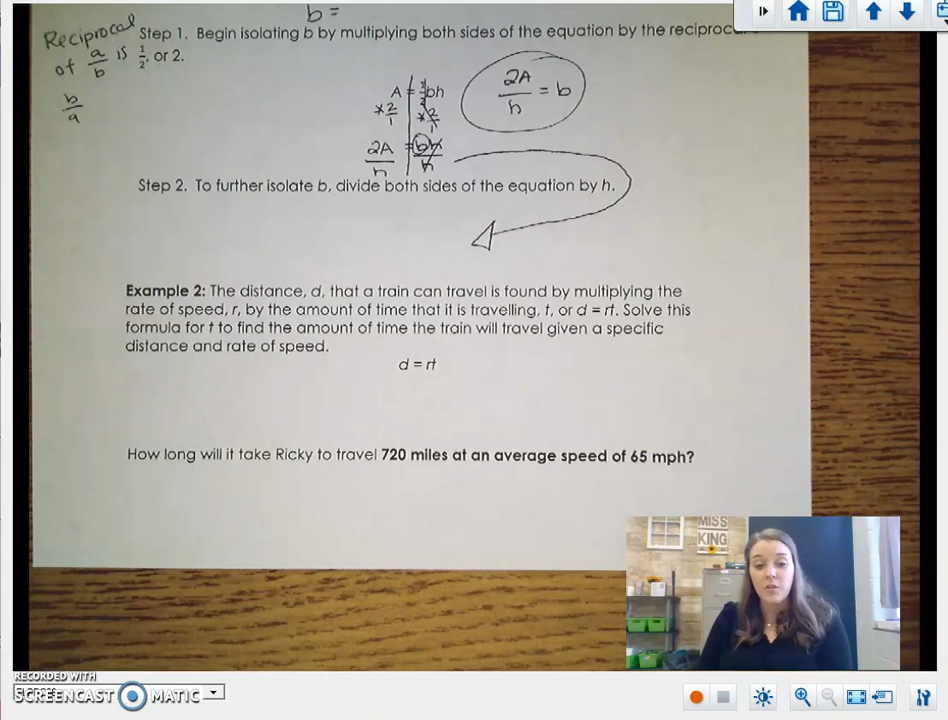 b =
Reciprocal
of a/b is
b/a
Step 1. Begin isolating b by multiplying both sides of the equation by the reciproc
1/2, or 2.
A = 1/2bh
*2/1 *2/1
2A/h = bh/h
2A/h = b
Step 2. To further isolate b, divide both sides of the equation by h.
Example 2: The distance, d, that a train can travel is found by multiplying the
rate of speed, r, by the amount of time that it is travelling, t, or d = rt. Solve this
formula for t to find the amount of time the train will travel given a specific
distance and rate of speed.
d = rt
How long will it take Ricky to travel 720 miles at an average speed of 65 mph?
MISS
KING
RECORDED WITH
SCREENCAST MATIC